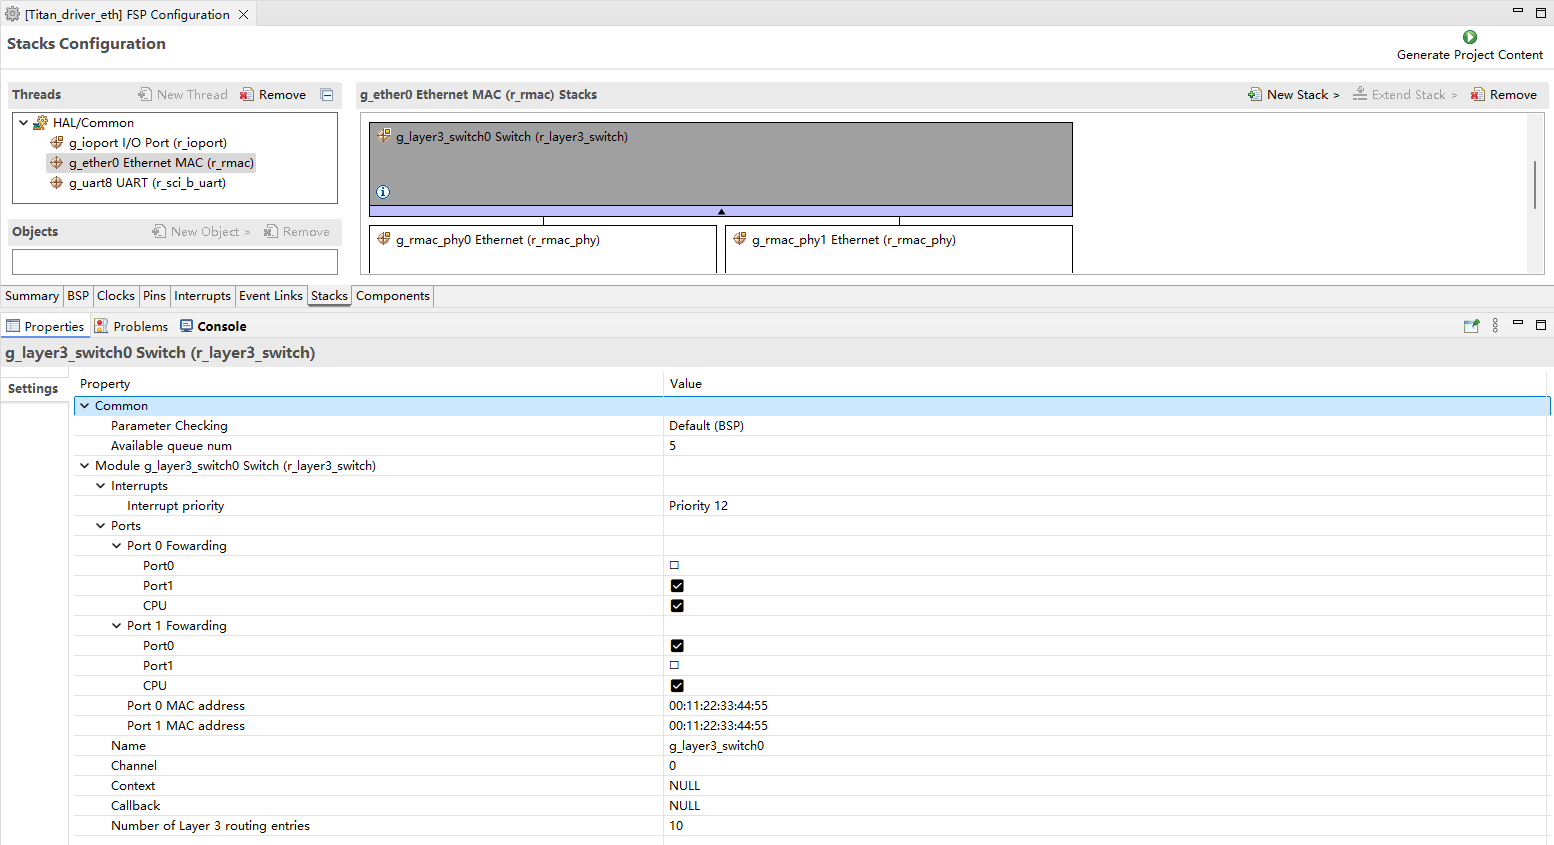 [Titan_driver_eth] FSP Configuration
Stacks Configuration
Generate Project Content
Threads New Thread Remove
HAL/Common
g_ioport I/O Port (r_ioport)
g_ether0 Ethernet MAC (r_rmac)
g_uart8 UART (r_sci_b_uart)
Objects New Object > Remove
g_ether0 Ethernet MAC (r_rmac) Stacks New Stack > Extend Stack > Remove
g_layer3_switch0 Switch (r_layer3_switch)
g_rmac_phy0 Ethernet (r_rmac_phy) g_rmac_phy1 Ethernet (r_rmac_phy)
Summary BSP Clocks Pins Interrupts Event Links Stacks Components
Properties Problems Console
g_layer3_switch0 Switch (r_layer3_switch)
Settings
Property Value
Common
Parameter Checking Default (BSP)
Available queue num 5
Module g_layer3_switch0 Switch (r_layer3_switch)
Interrupts
Interrupt priority Priority 12
Ports
Port 0 Fowarding
Port0
Port1
CPU
Port 1 Fowarding
Port0
Port1
CPU
Port 0 MAC address 00:11:22:33:44:55
Port 1 MAC address 00:11:22:33:44:55
Name g_layer3_switch0
Channel 0
Context NULL
Callback NULL
Number of Layer 3 routing entries 10